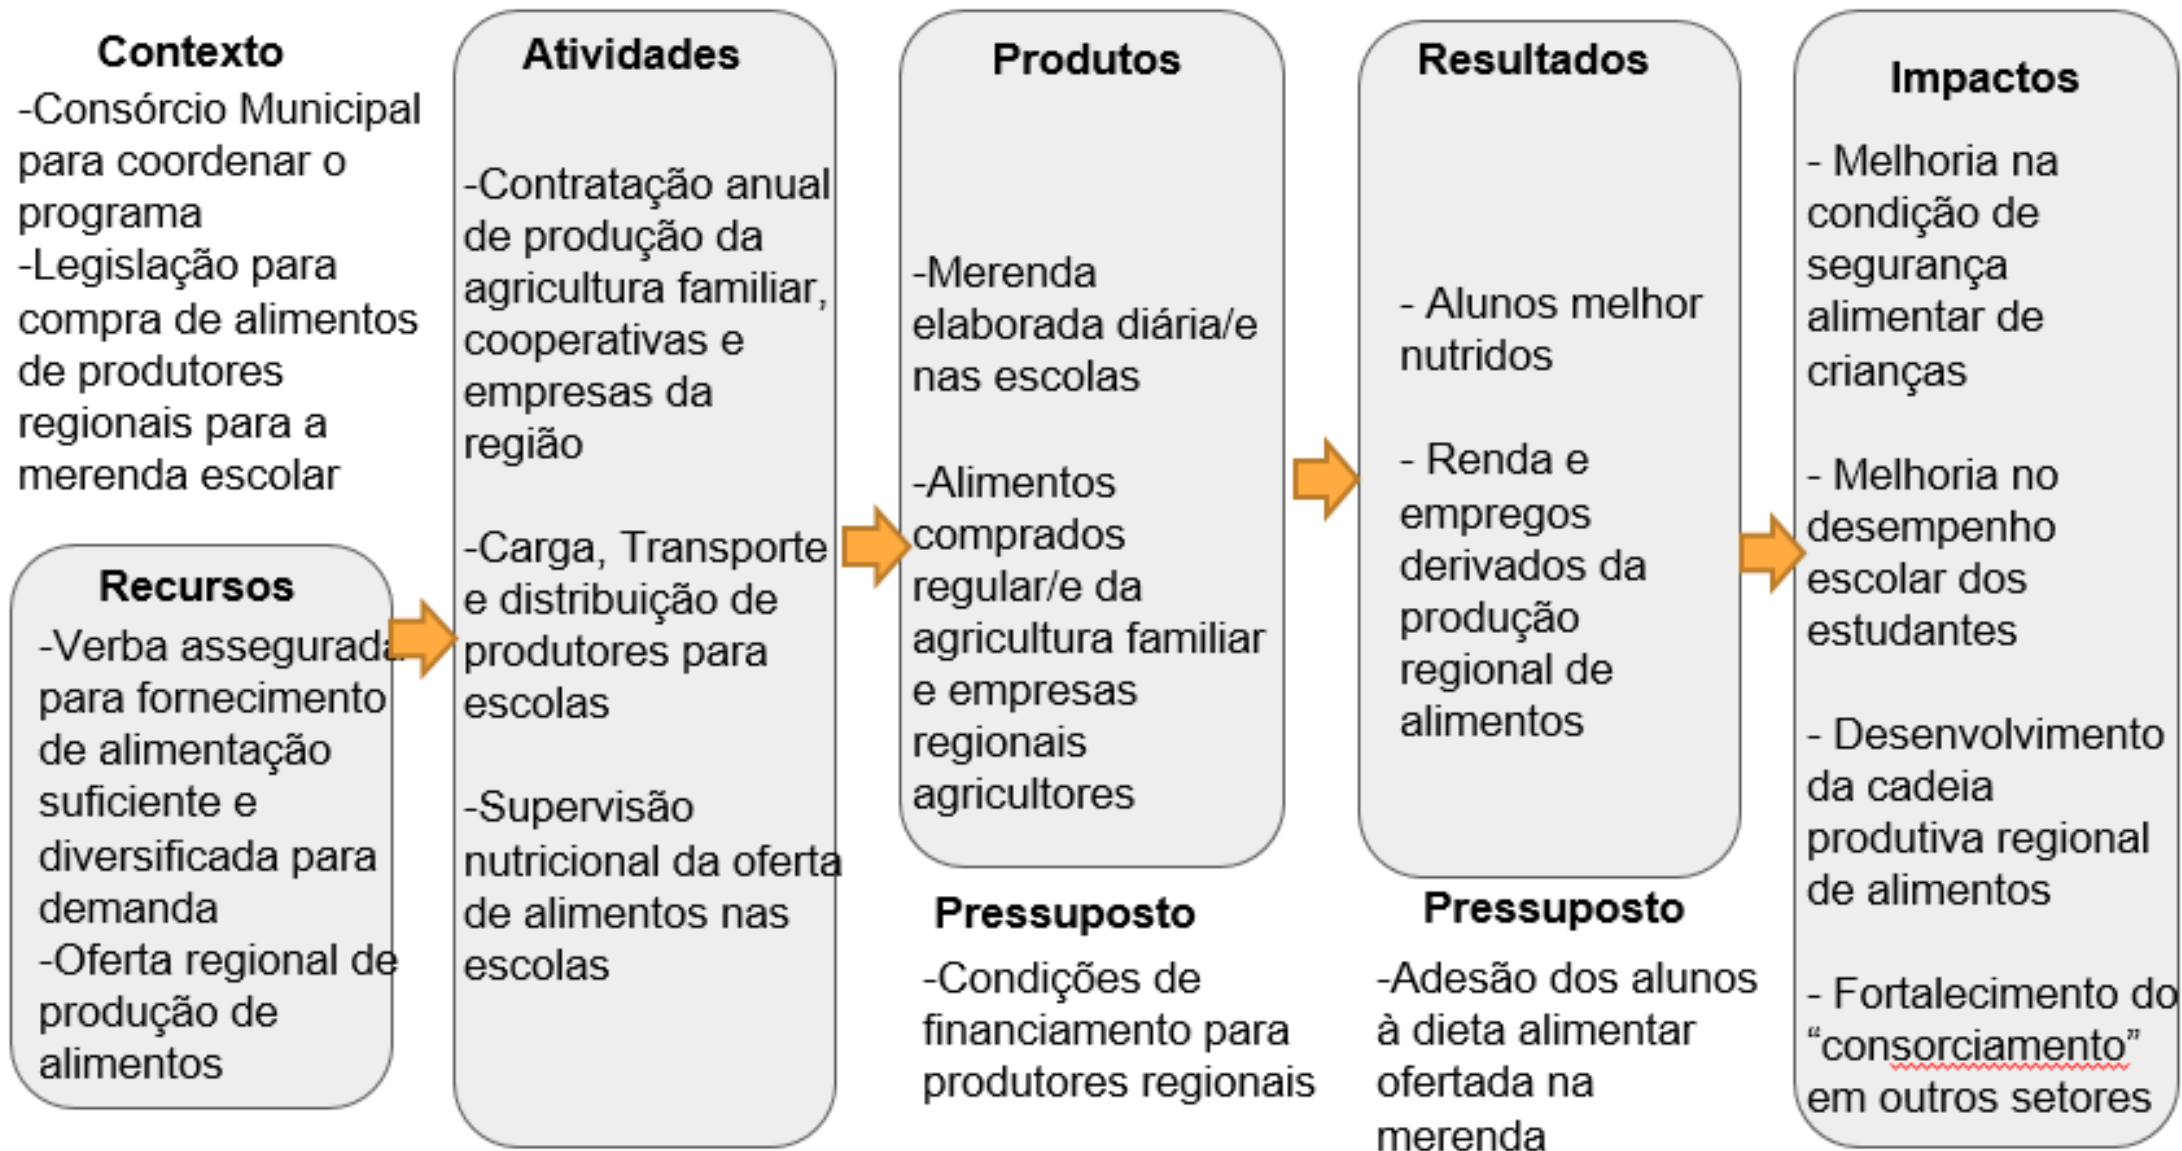 Contexto
-Consórcio Municipal
para coordenar o
programa
-Legislação para
compra de alimentos
de produtores
regionais para a
merenda escolar
Recursos
-Verba assegurada
para fornecimento
de alimentação
suficiente e
diversificada para
demanda
-Oferta regional de
produção de
alimentos
Atividades
-Contratação anual
de produção da
agricultura familiar,
cooperativas e
empresas da
região
-Carga, Transporte
e distribuição de
produtores para
escolas
-Supervisão
nutricional da oferta
de alimentos nas
escolas
Produtos
-Merenda
elaborada diária/e
nas escolas
-Alimentos
comprados
regular/e da
agricultura familiar
e empresas
regionais
agricultores
Pressuposto
-Condições de
financiamento para
produtores regionais
Resultados
- Alunos melhor
nutridos
- Renda e
empregos
derivados da
produção
regional de
alimentos
Pressuposto
-Adesão dos alunos
à dieta alimentar
ofertada na
merenda
Impactos
- Melhoria na
condição de
segurança
alimentar de
crianças
- Melhoria no
desempenho
escolar dos
estudantes
- Desenvolvimento
da cadeia
produtiva regional
de alimentos
- Fortalecimento do
“consorciamento”
em outros setores